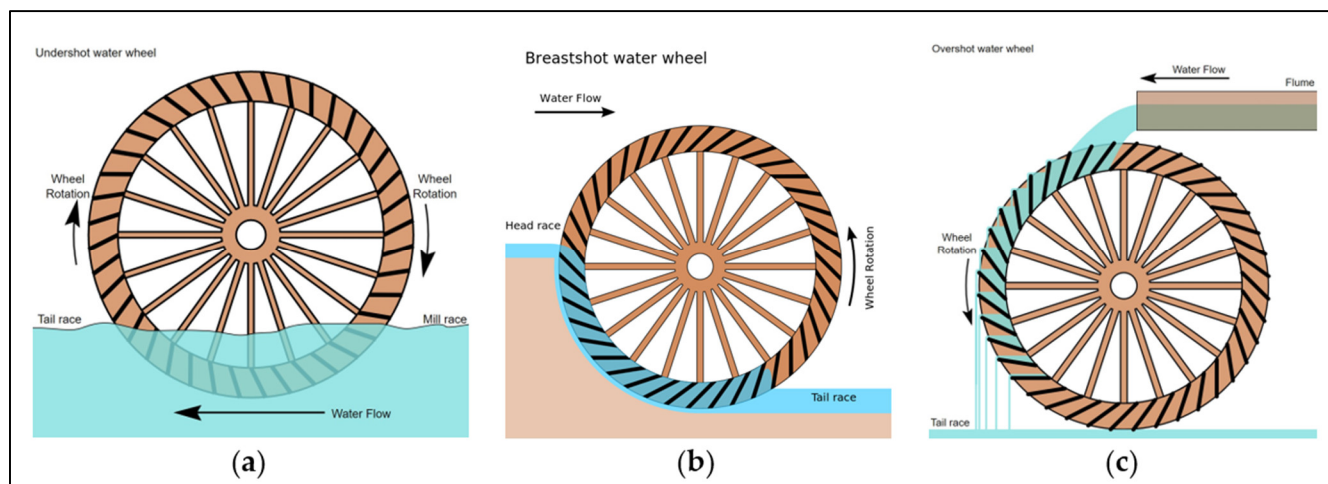 Undershot water wheel
Wheel
Rotation
Wheel
Rotation
Tail race
Mill race
Water Flow
(a)
Breastshot water wheel
Water Flow
Head race
Wheel Rotation
Tail race
(b)
Overshot water wheel
Water Flow
Flume
Wheel
Rotation
Tail race
(c)